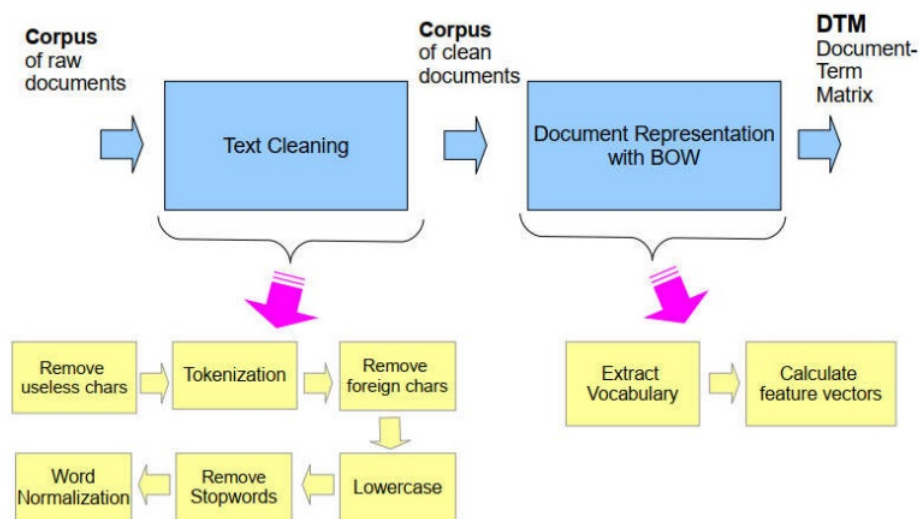 Corpus
of raw
documents
Corpus
of clean
documents
DTM
Document-
Term
Matrix
Text Cleaning
Document Representation
with BOW
Remove
useless chars
Tokenization
Remove
foreign chars
Lowercase
Remove
Stopwords
Word
Normalization
Extract
Vocabulary
Calculate
feature vectors